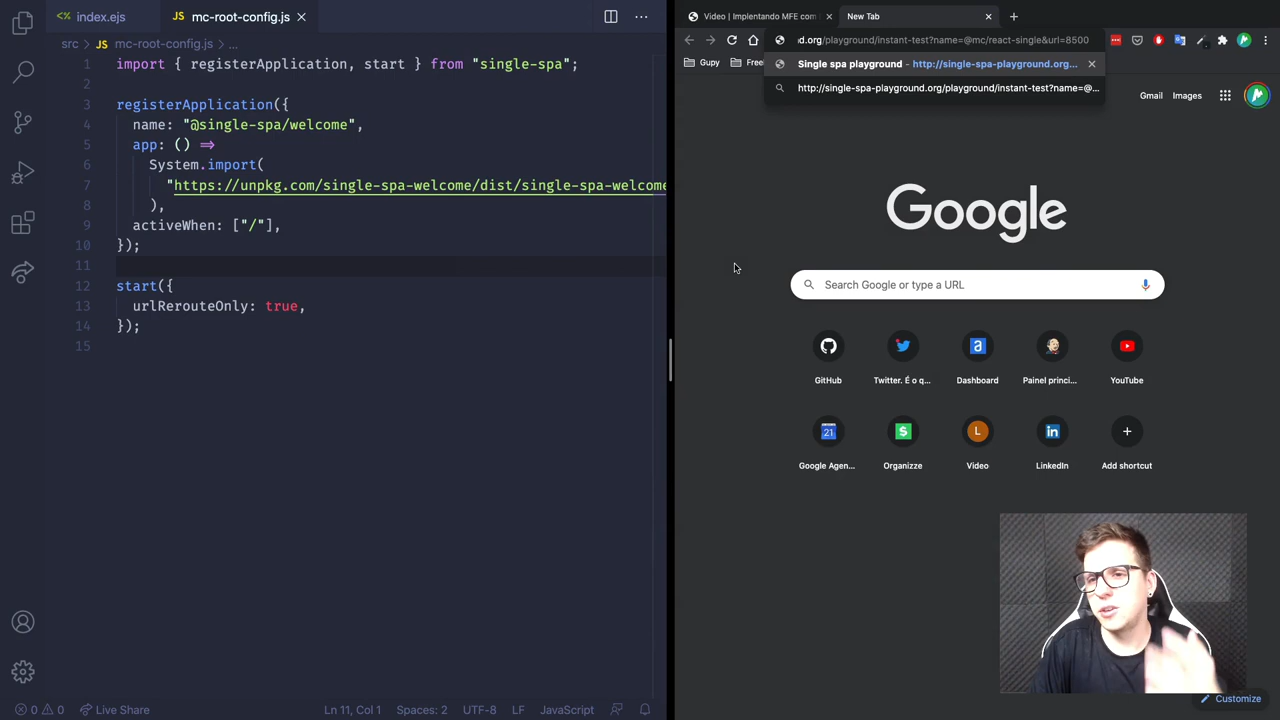 index.ejs
JS mc-root-config.js
src > JS mc-root-config.js > ...
1 import { registerApplication, start } from "single-spa";
2
3 registerApplication({
4 name: "@single-spa/welcome",
5 app: () =>
6 System.import(
7 "https://unpkg.com/single-spa-welcome/dist/single-spa-welcome
8 ),
9 activeWhen: ["/"],
10 });
11
12 start({
13 urlRerouteOnly: true,
14 });
15
0 0 Live Share
Ln 11, Col 1
Spaces: 2
UTF-8
LF
JavaScript
Video | Implentando MFE com
New Tab
d.org/playground/instant-test?name=@mc/react-single&url=8500
Single spa playground - http://single-spa-playground.org...
http://single-spa-playground.org/playground/instant-test?name=@...
Gupy
Free
Gmail Images
Google
Search Google or type a URL
GitHub
Twitter. É o q...
Dashboard
Painel princi...
YouTube
21
L
Google Agen...
Organizze
Video
LinkedIn
Add shortcut
Customize